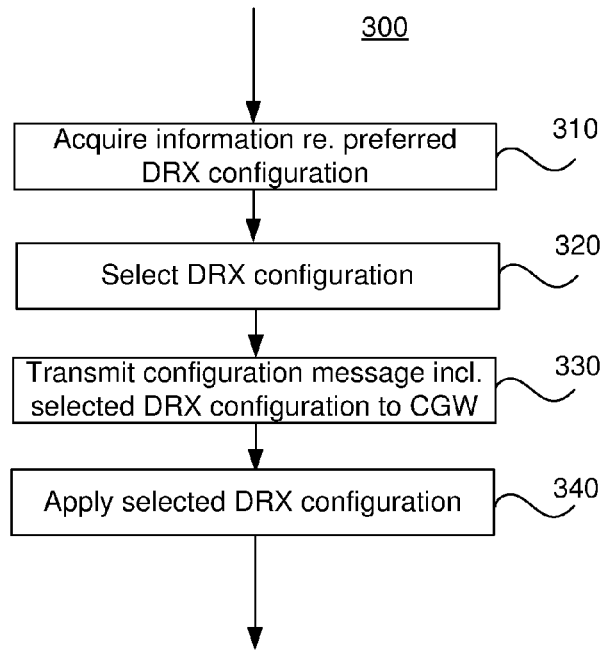 300
Acquire information re. preferred
DRX configuration
310
Select DRX configuration
320
Transmit configuration message incl.
selected DRX configuration to CGW
330
Apply selected DRX configuration
340